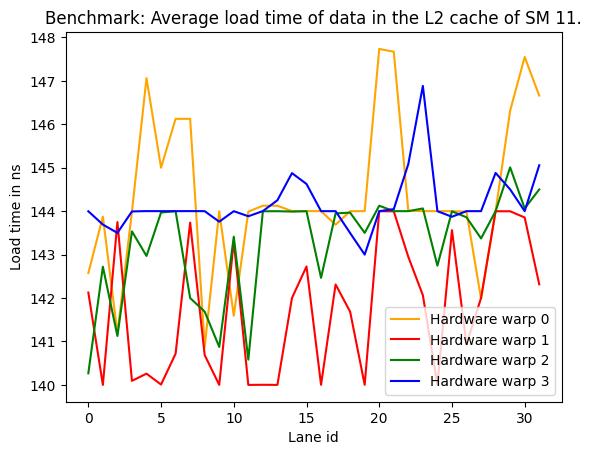 Benchmark: Average load time of data in the L2 cache of SM 11.
148
147
146
145
144
143
142
141
140
Load time in ns
0
5
10
15
20
25
30
Lane id
Hardware warp 0
Hardware warp 1
Hardware warp 2
Hardware warp 3